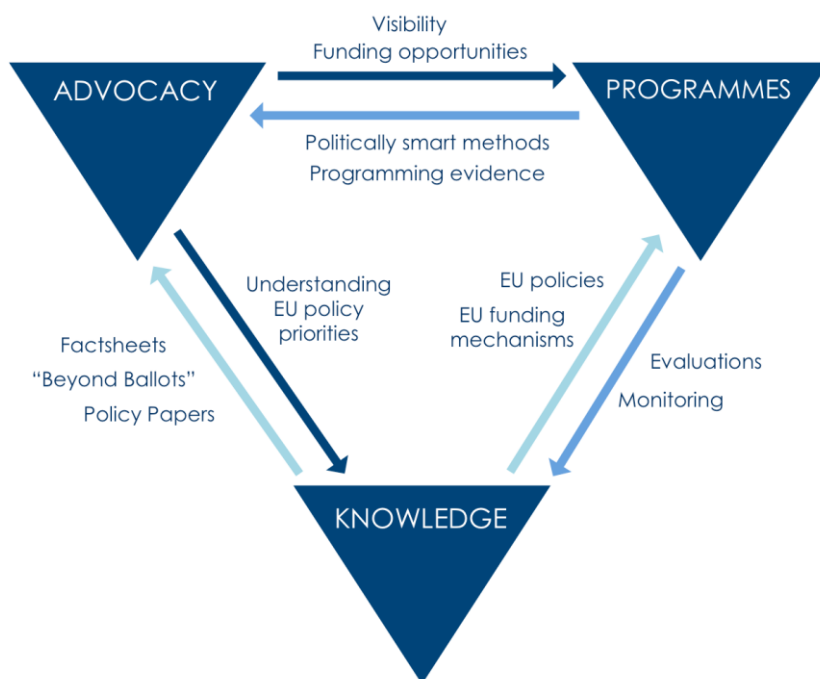 Visibility
Funding opportunities
ADVOCACY
PROGRAMMES
Politically smart methods
Programming evidence
Understanding
EU policy
priorities
EU policies
EU funding
mechanisms
Factsheets
“Beyond Ballots”
Policy Papers
Evaluations
Monitoring
KNOWLEDGE